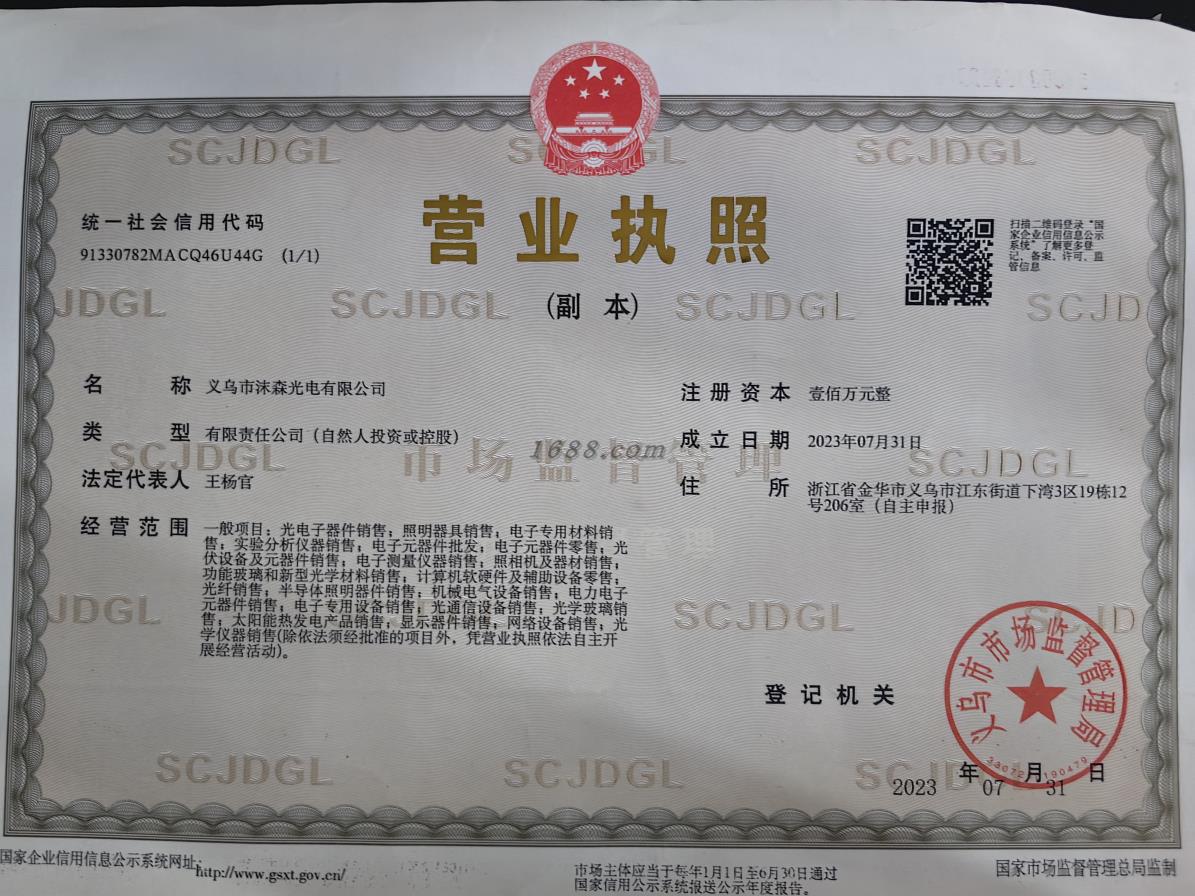 SCJDGL SCJDGL SCJDGL
营业执照
(副 本)
统一社会信用代码
91330782MACQ46U44G (1/1)
扫描二维码登录“国
家企业信用信息公示
系统”了解更多登
记、备案、许可、监
管信息
JDGL SCJDGL SCJDGL SCJD
名 称 义乌市沫森光电有限公司
类 型 有限责任公司（自然人投资或控股）
法定代表人 王杨官
经营范围 一般项目：光电子器件销售；照明器具销售；电子专用材料销
售；实验分析仪器销售；电子元器件批发；电子元器件零售；光
伏设备及元器件销售；电子测量仪器销售；照相机及器材销售；
功能玻璃和新型光学材料销售；计算机软硬件及辅助设备零售；
光纤销售；半导体照明器件销售；机械电气设备销售；电力电子
元器件销售；电子专用设备销售；光通信设备销售；光学玻璃销
售；太阳能热发电产品销售；显示器件销售；网络设备销售；光
学仪器销售(除依法须经批准的项目外，凭营业执照依法自主开
展经营活动)。
注册资本 壹佰万元整
成立日期 2023年07月31日
住 所 浙江省金华市义乌市江东街道下湾3区19栋12
号206室（自主申报）
SCJDGL 市场监督管理 SCJDGL
1688.com
JDGL SCJDGL SCJD
登记机关
义乌市市场监督管理局
2023 年 07 月 31 日
SCJDGL SCJDGL SCJDGL
国家企业信用信息公示系统网址：http://www.gsxt.gov.cn/
市场主体应当于每年1月1日至6月30日通过
国家信用公示系统报送公示年度报告。
国家市场监督管理总局监制